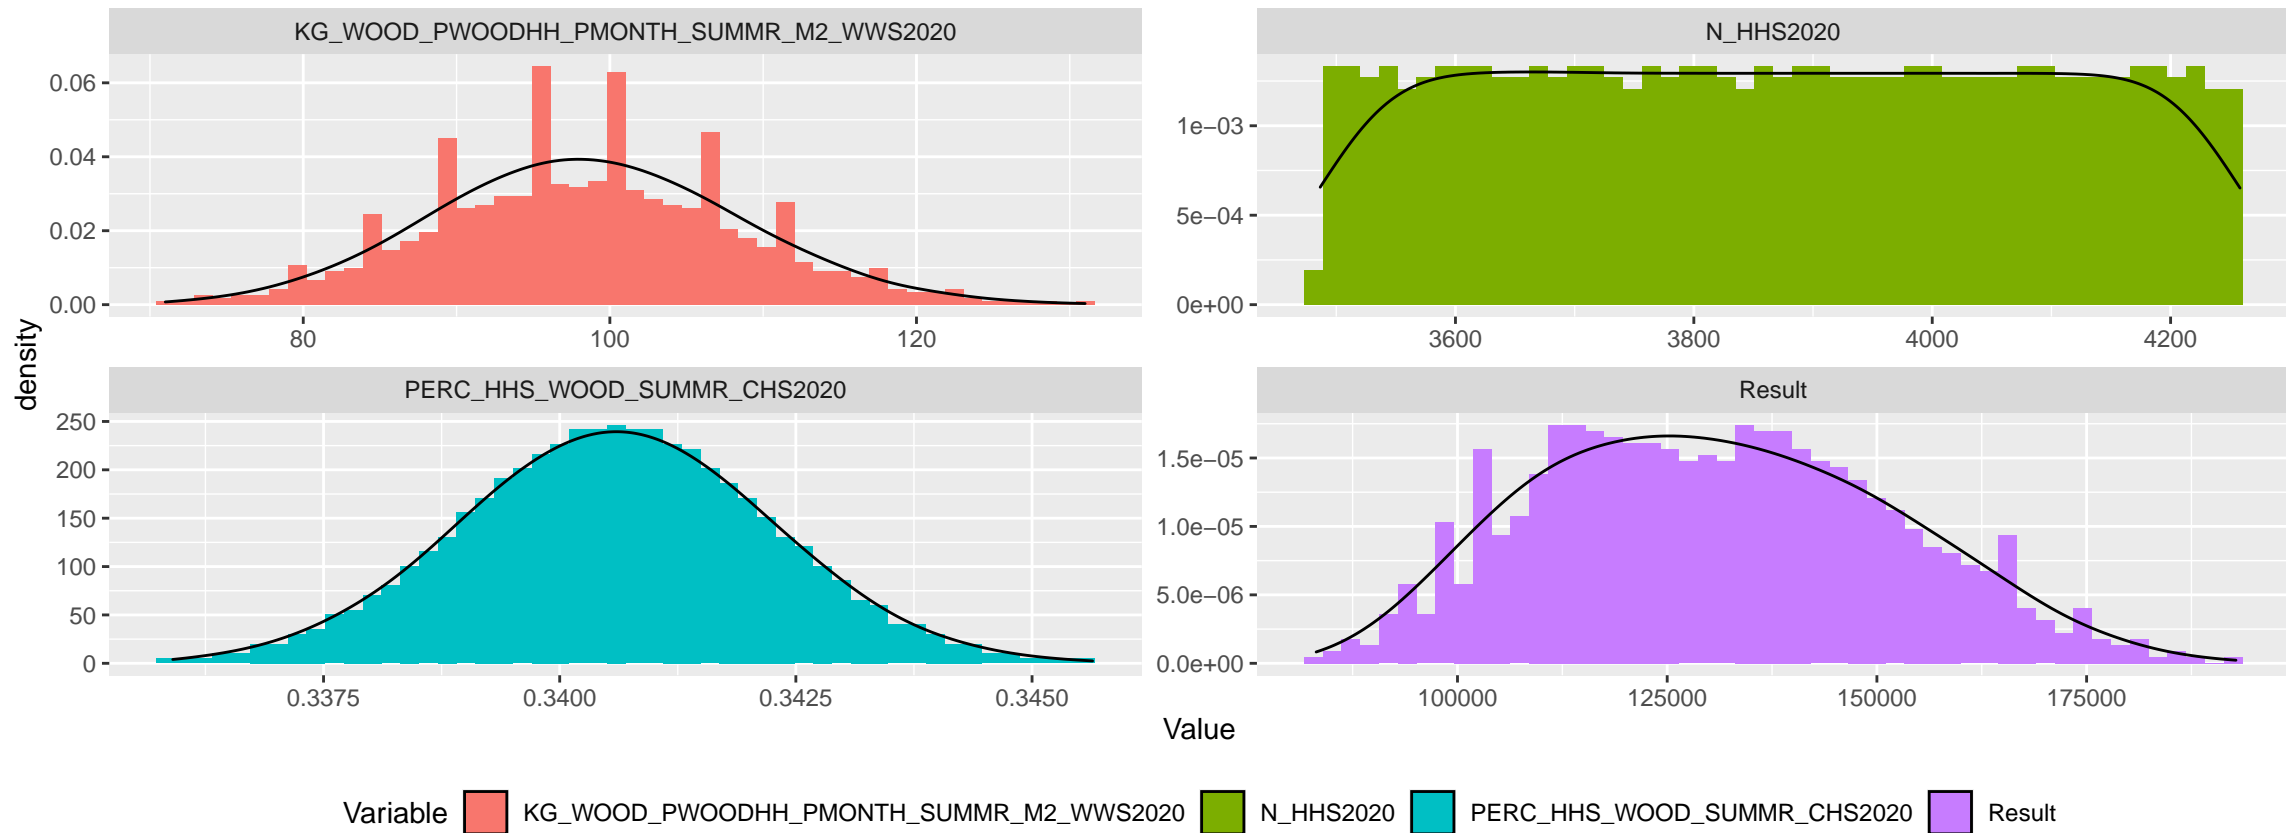 KG_WOOD_PWOODHH_PMONTH_SUMMR_M2_WWS2020
N_HHS2020
0.06
0.04
0.02
0.00
80 100 120
1e−03
5e−04
0e+00
3600 3800 4000 4200
density
PERC_HHS_WOOD_SUMMR_CHS2020
Result
250
200
150
100
50
0
0.3375 0.3400 0.3425 0.3450
1.5e−05
1.0e−05
5.0e−06
0.0e+00
100000 125000 150000 175000
Value
Variable KG_WOOD_PWOODHH_PMONTH_SUMMR_M2_WWS2020 N_HHS2020 PERC_HHS_WOOD_SUMMR_CHS2020 Result